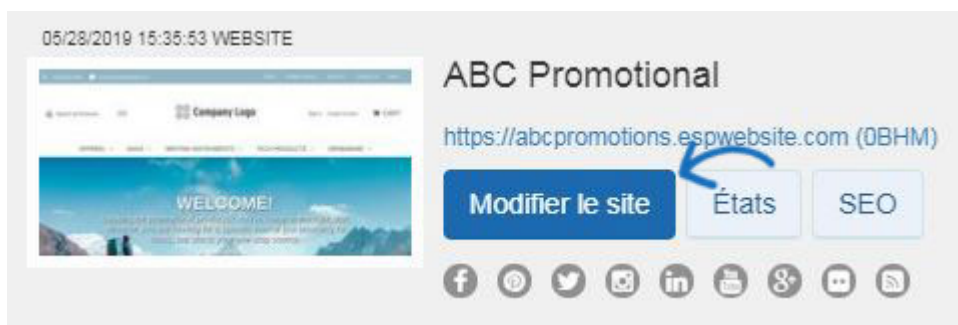 05/28/2019 15:35:53 WEBSITE
ABC Promotional
Company Logo
https://abcpromotions.espwebsite.com (0BHM)
WELCOME!
Modifier le site
États
SEO